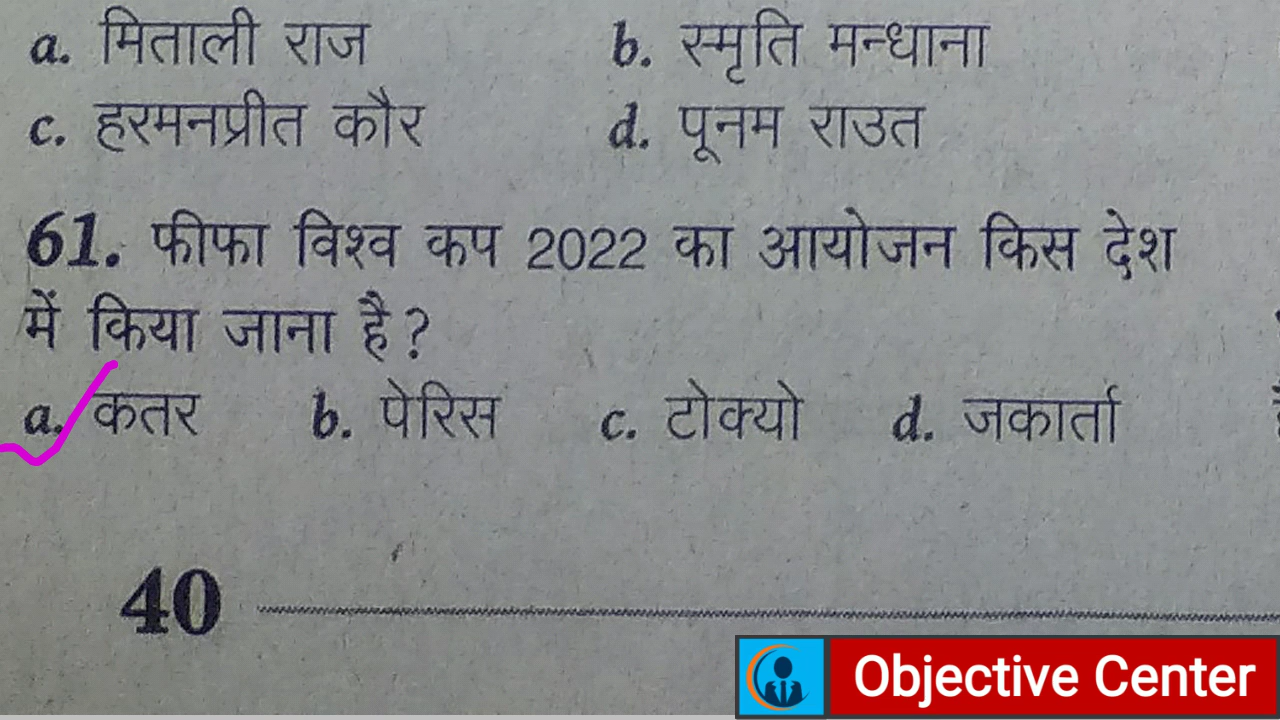 a. मिताली राज b. स्मृति मन्धाना
c. हरमनप्रीत कौर d. पूनम राउत
61. फीफा विश्व कप 2022 का आयोजन किस देश
में किया जाना है?
a. कतर b. पेरिस c. टोक्यो d. जकार्ता
40
Objective Center